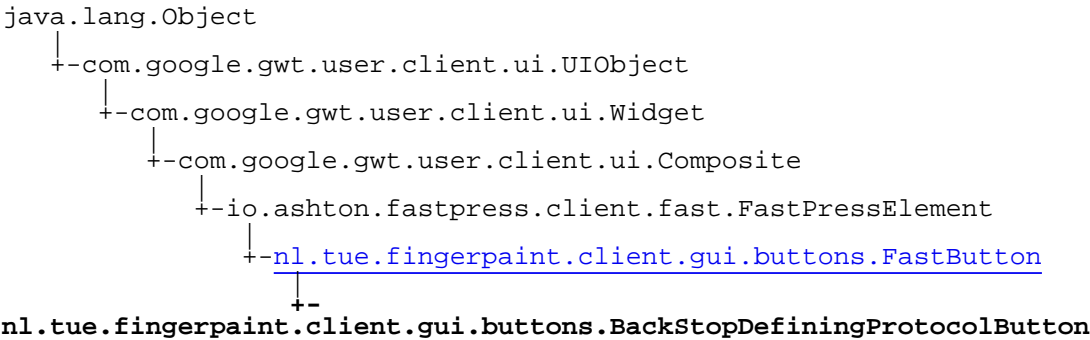 java.lang.Object
|
+-com.google.gwt.user.client.ui.UIObject
|
+-com.google.gwt.user.client.ui.Widget
|
+-com.google.gwt.user.client.ui.Composite
|
+-io.ashton.fastpress.client.fast.FastPressElement
|
+-nl.tue.fingerpaint.client.gui.buttons.FastButton
|
+-
nl.tue.fingerpaint.client.gui.buttons.BackStopDefiningProtocolButton